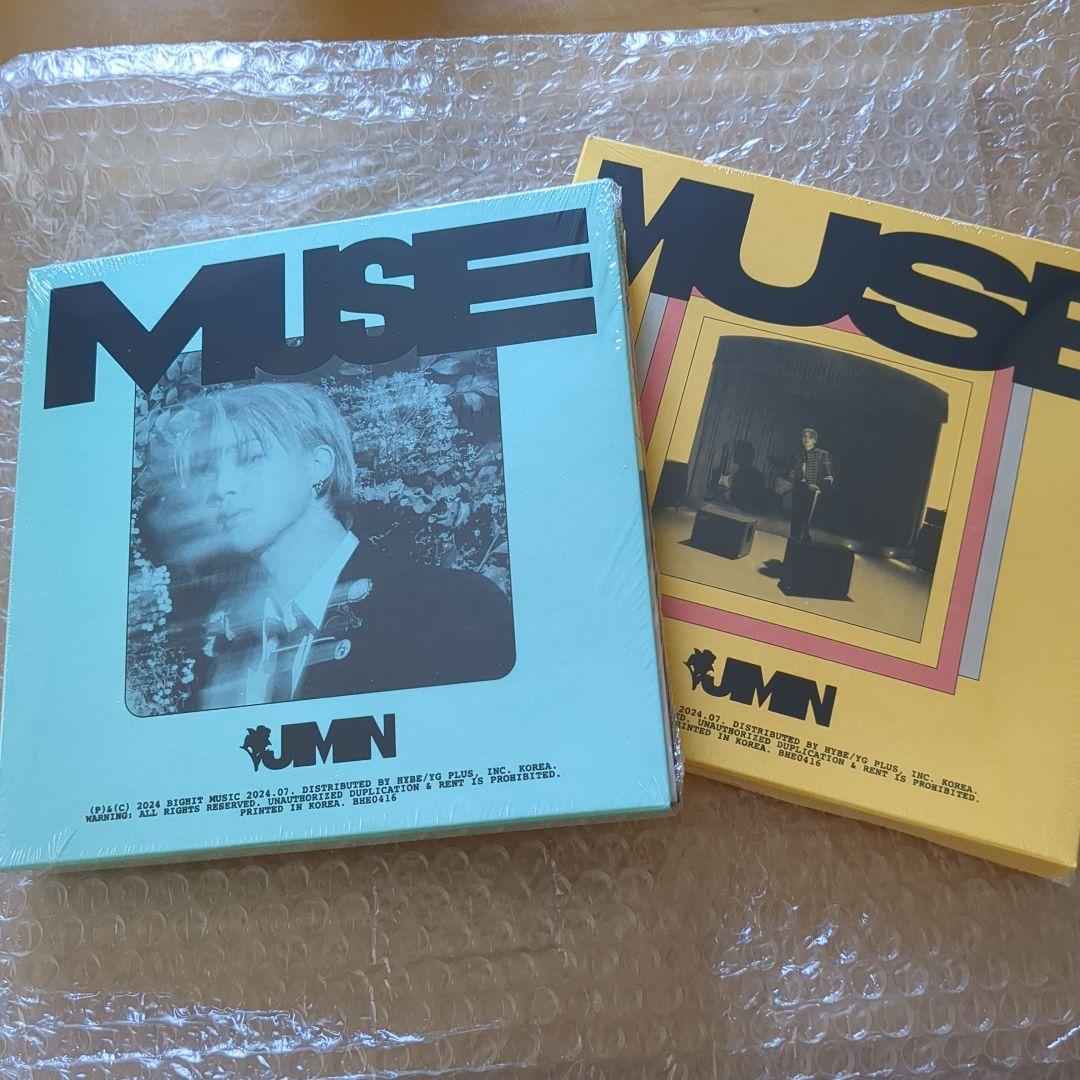 MUSE
JIMIN
(P)&(C) 2024 BIGHIT MUSIC 2024.07. DISTRIBUTED BY HYBE/YG PLUS, INC. KOREA.
WARNING: ALL RIGHTS RESERVED. UNAUTHORIZED DUPLICATION & RENT IS PROHIBITED.
PRINTED IN KOREA. BHE0416
MUSE
JIMIN
2024.07. DISTRIBUTED BY HYBE/YG PLUS, INC. KOREA.
UNAUTHORIZED DUPLICATION & RENT IS PROHIBITED.
IN KOREA. BHE0416